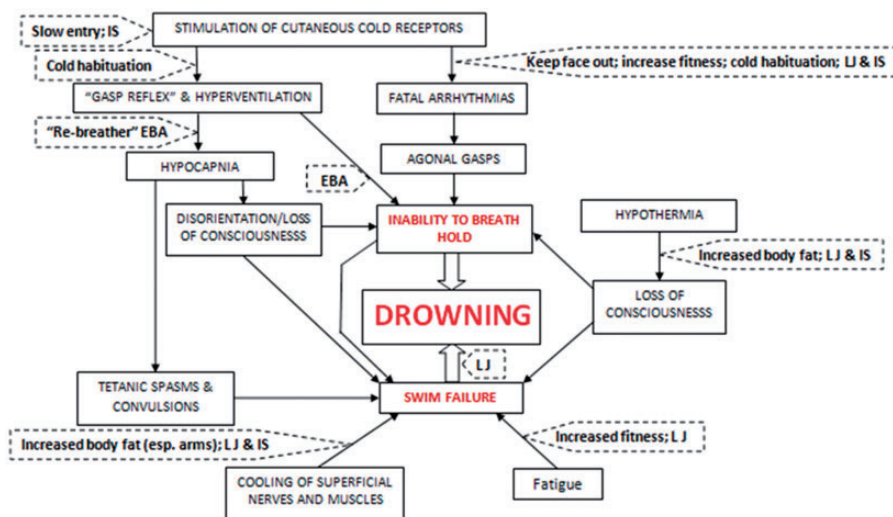 STIMULATION OF CUTANEOUS COLD RECEPTORS
Slow entry; IS
Cold habituation
Keep face out; increase fitness; cold habituation; LJ & IS
"GASP REFLEX" & HYPERVENTILATION
FATAL ARRHYTHMIAS
"Re-breather" EBA
HYPOCAPNIA
AGONAL GASPS
EBA
DISORIENTATION/LOSS
OF CONSCIOUSNESSS
INABILITY TO BREATH
HOLD
HYPOTHERMIA
Increased body fat; LJ & IS
LOSS OF
CONSCIOUSNESSS
DROWNING
LJ
TETANIC SPASMS &
CONVULSIONS
SWIM FAILURE
Increased body fat (esp. arms); LJ & IS
Increased fitness; L J
COOLING OF SUPERFICIAL
NERVES AND MUSCLES
Fatigue